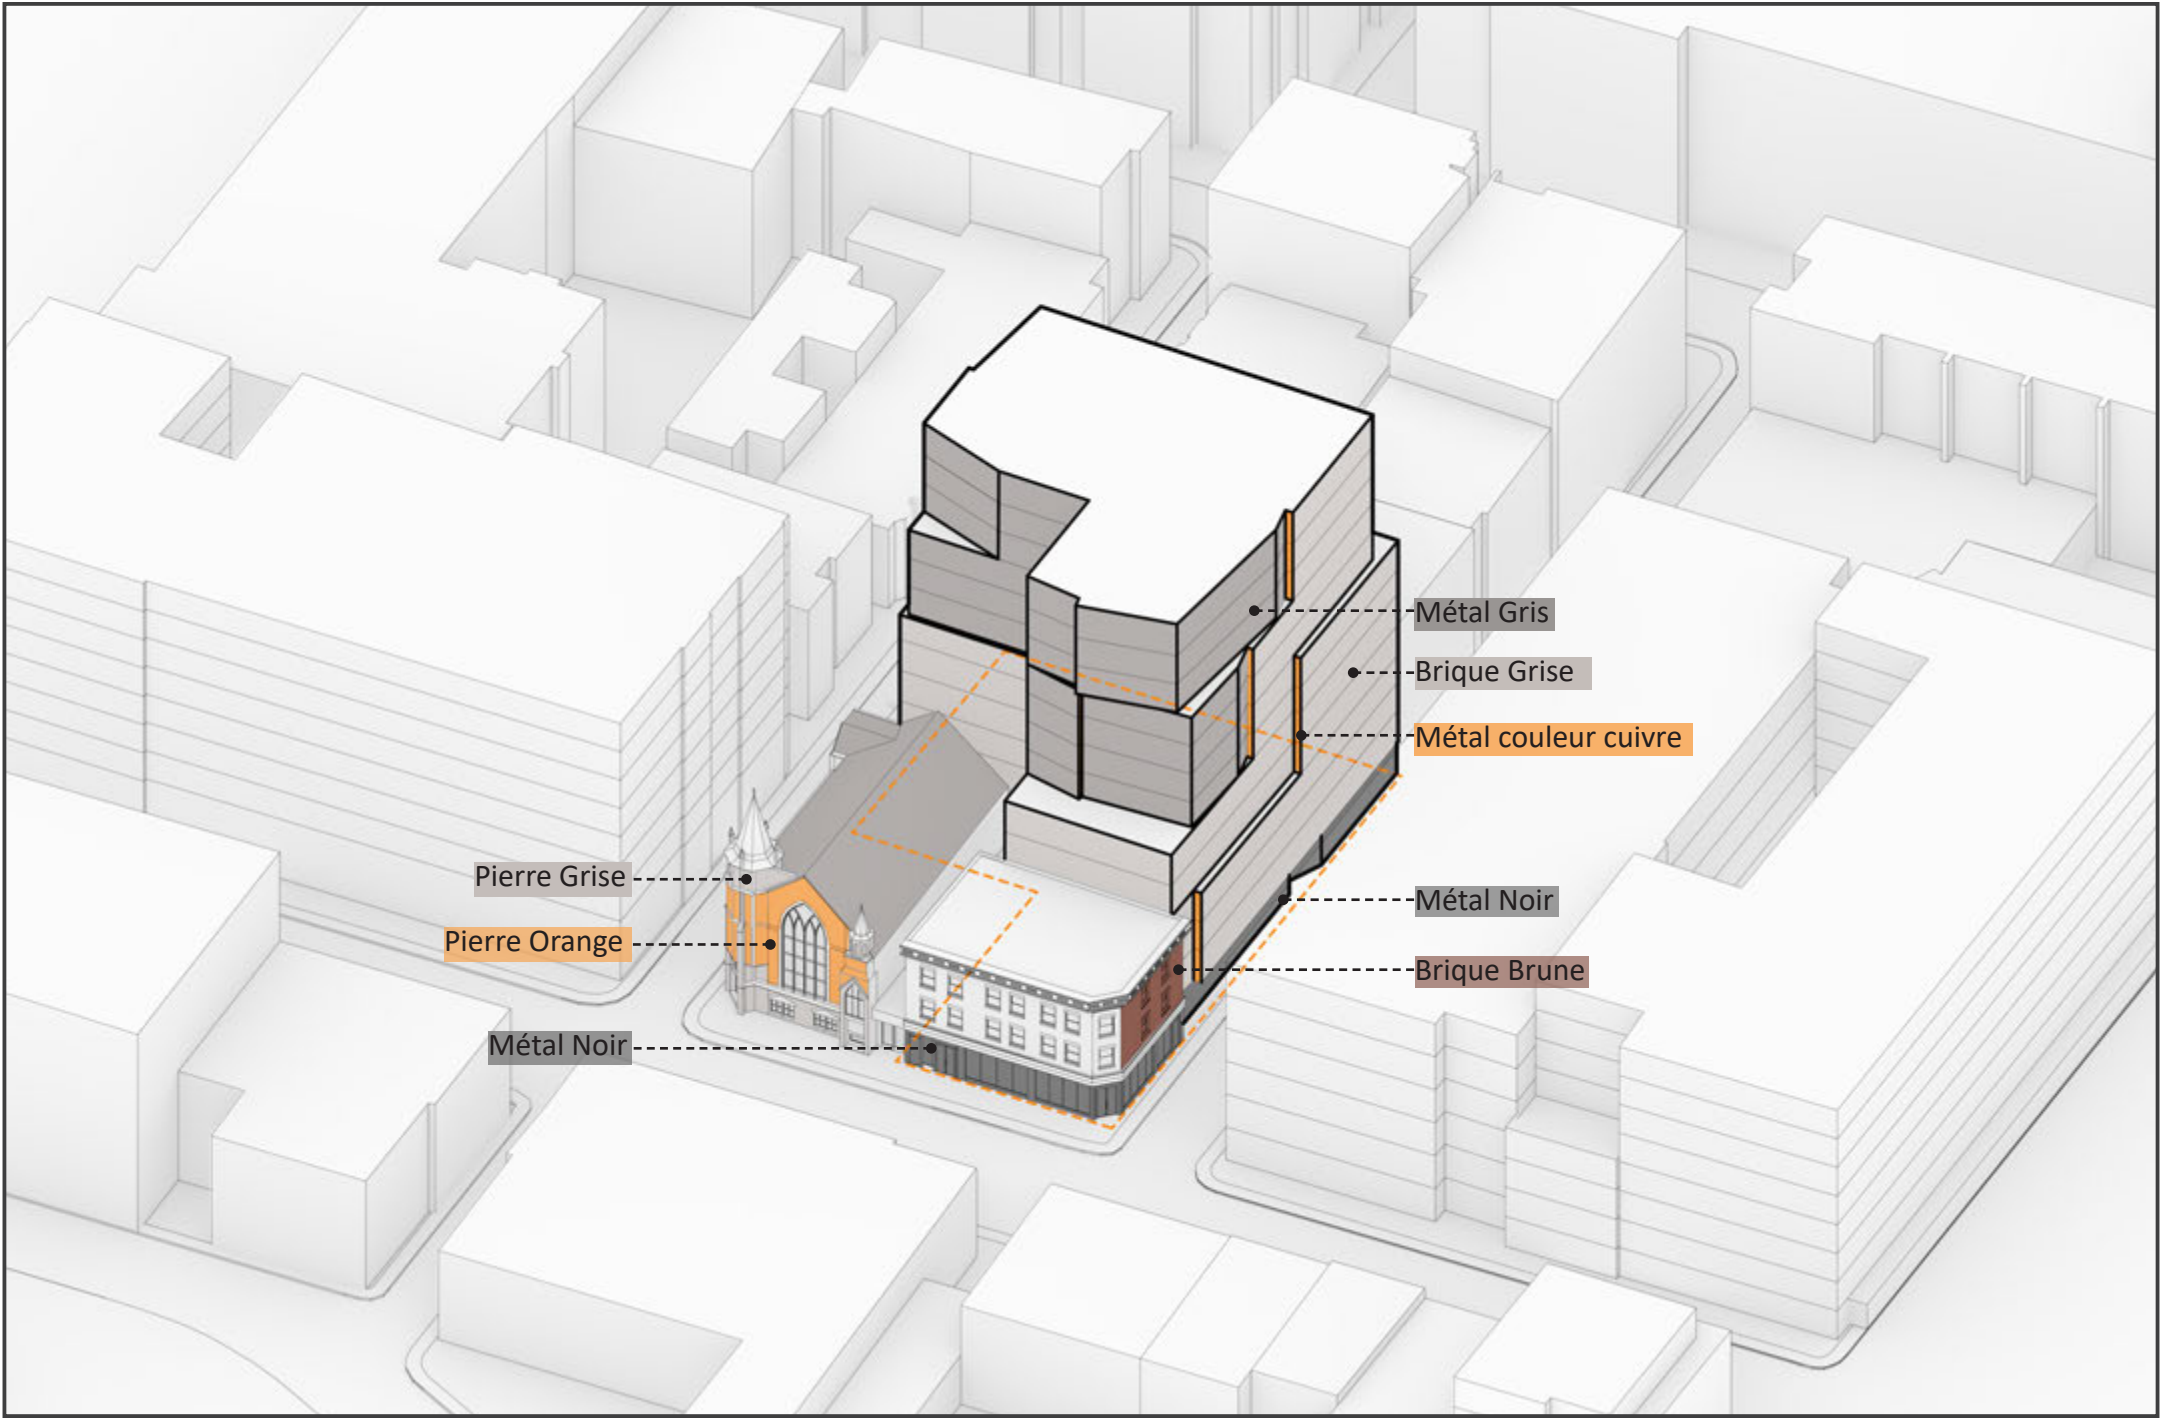 Métal Gris
Brique Grise
Métal couleur cuivre
Pierre Grise
Métal Noir
Pierre Orange
Brique Brune
Métal Noir